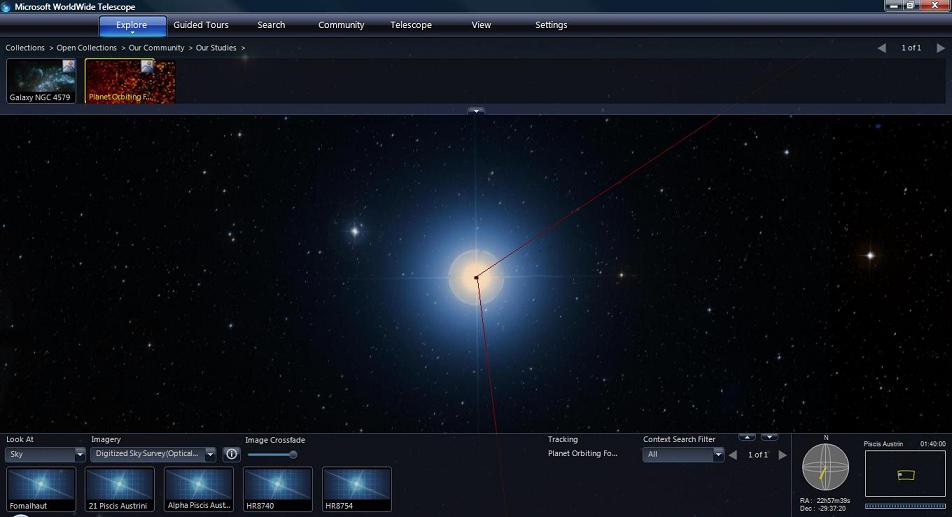 Microsoft WorldWide Telescope
Explore Guided Tours Search Community Telescope View Settings
Collections > Open Collections > Our Community > Our Studies >
1 of 1
Galaxy NGC 4579 Planet Orbiting F...
Look At Imagery Image Crossfade Tracking Context Search Filter
Sky Digitized Sky Survey(Optical... Planet Orbiting Fo... All 1 of 1
Fomalhaut 21 Piscis Austrini Alpha Piscis Aust... HR8740 HR8754
N
RA : 22h57m39s
Dec : -29:37:20
Piscis Austrin 01:40:00